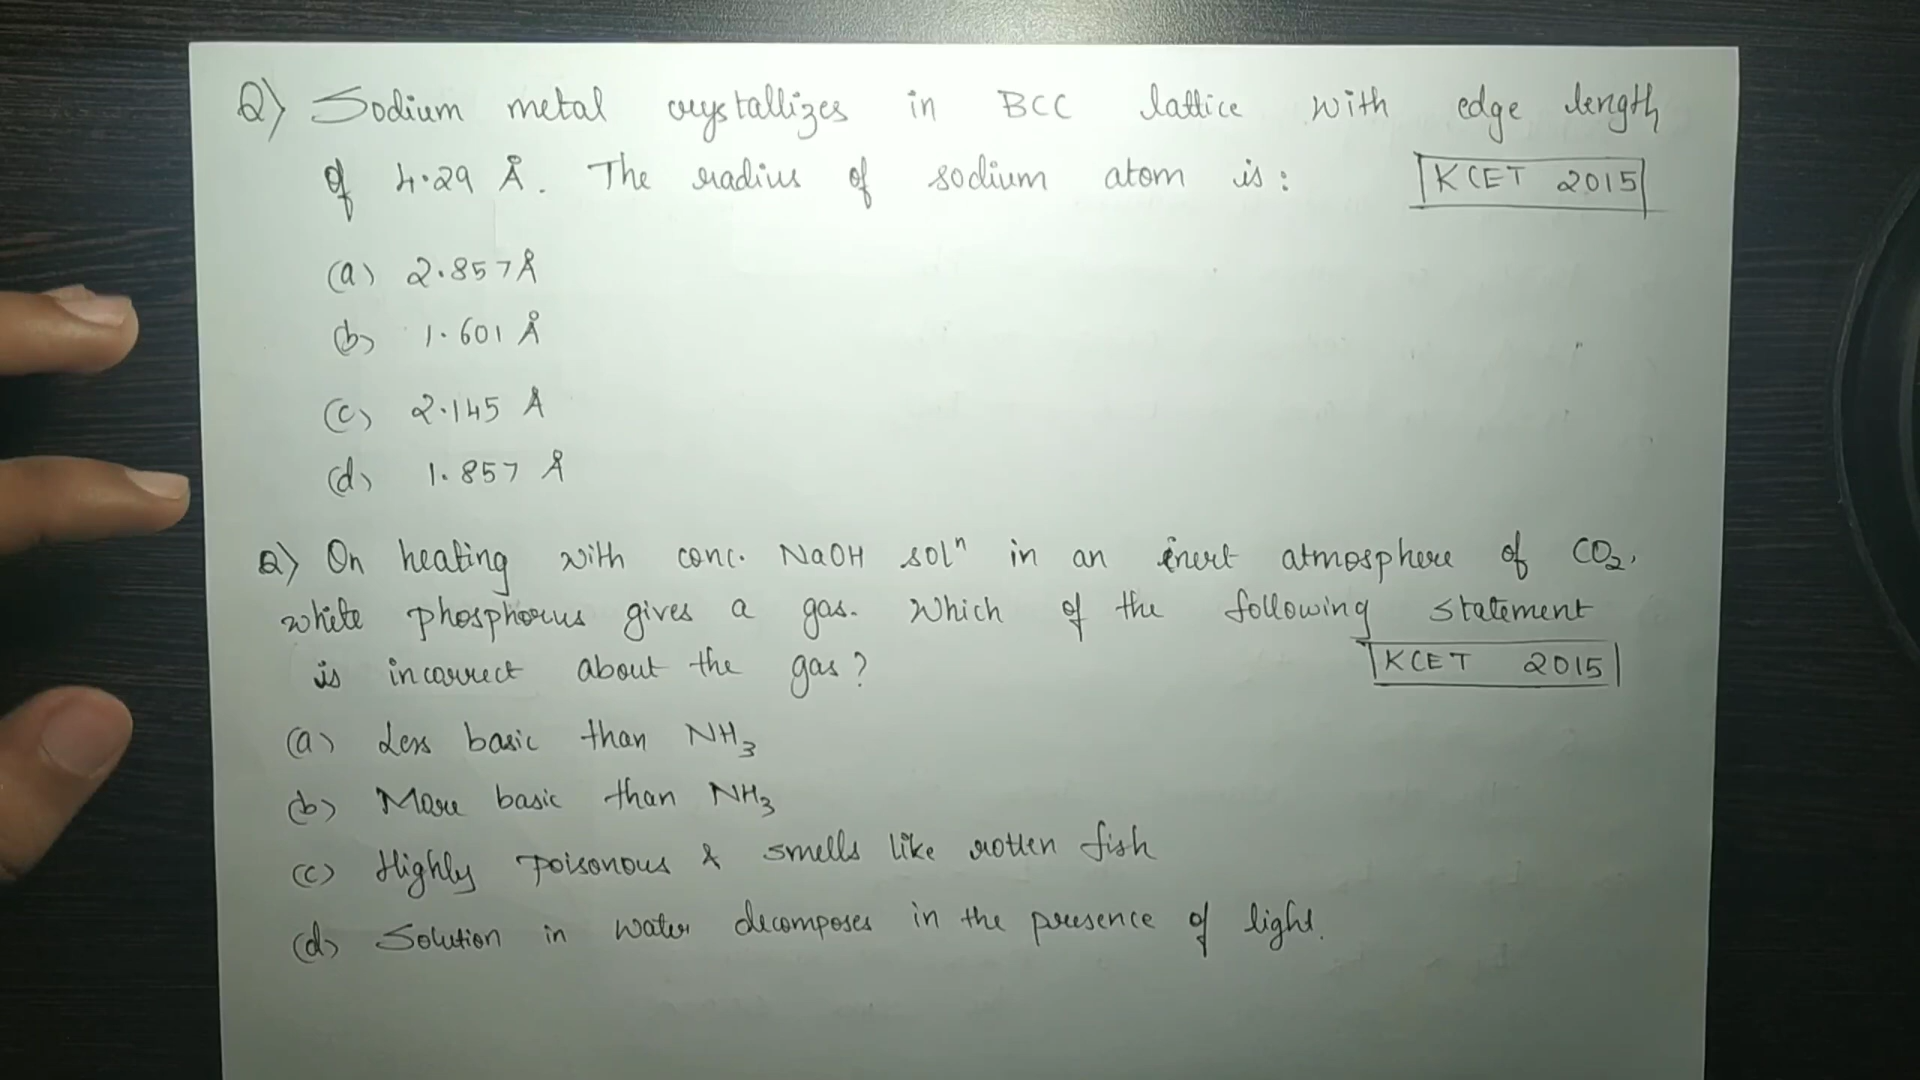 Q) Sodium metal crystallizes in BCC lattice with edge length
of 4.29 Å. The radius of sodium atom is: KCET 2015
(a) 2.857Å
(b) 1.601 Å
(c) 2.145 Å
(d) 1.857 Å
Q) On heating with conc. NaOH solⁿ in an inert atmosphere of CO₂,
white phosphorus gives a gas. Which of the following statement
is incorrect about the gas? KCET 2015
(a) Less basic than NH₃
(b) More basic than NH₃
(c) Highly poisonous & smells like rotten fish
(d) Solution in water decomposes in the presence of light.